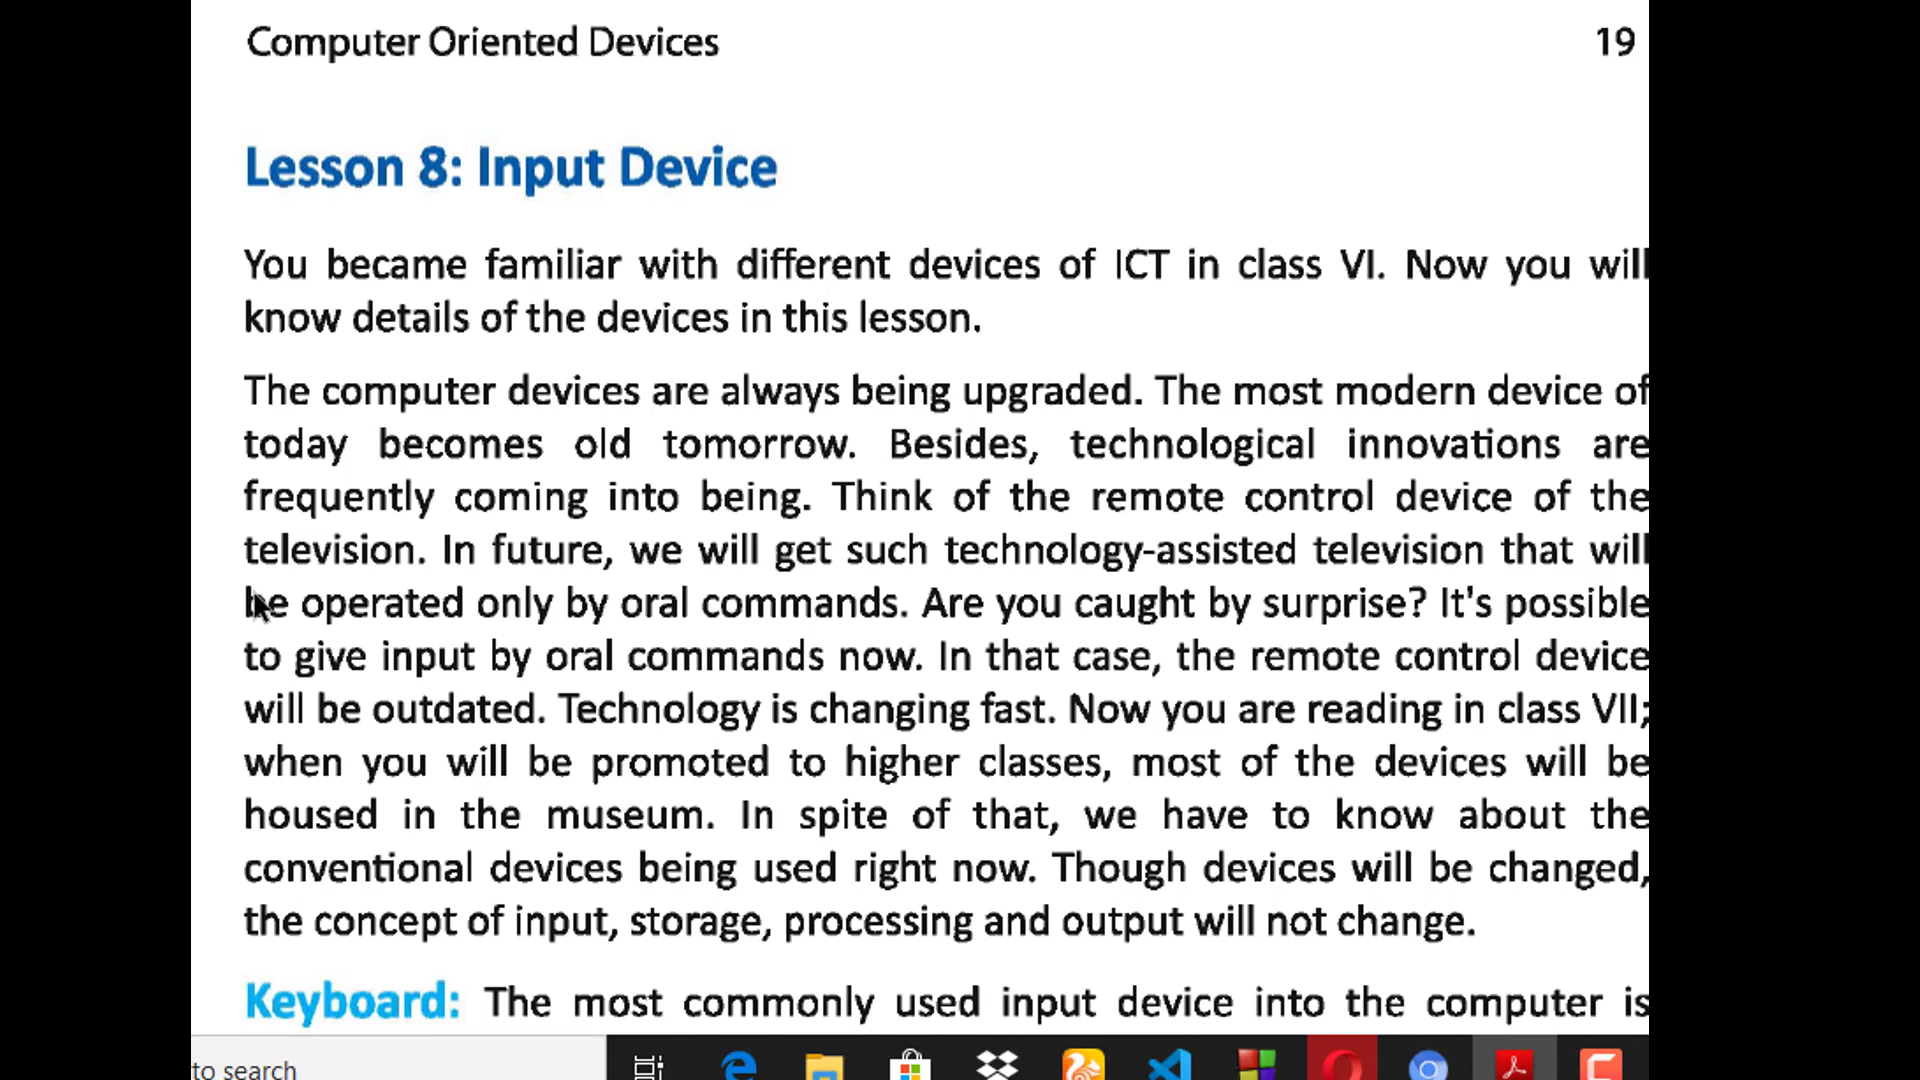 Computer Oriented Devices 19
Lesson 8: Input Device
You became familiar with different devices of ICT in class VI. Now you will
know details of the devices in this lesson.
The computer devices are always being upgraded. The most modern device of
today becomes old tomorrow. Besides, technological innovations are
frequently coming into being. Think of the remote control device of the
television. In future, we will get such technology-assisted television that will
be operated only by oral commands. Are you caught by surprise? It's possible
to give input by oral commands now. In that case, the remote control device
will be outdated. Technology is changing fast. Now you are reading in class VII;
when you will be promoted to higher classes, most of the devices will be
housed in the museum. In spite of that, we have to know about the
conventional devices being used right now. Though devices will be changed,
the concept of input, storage, processing and output will not change.
Keyboard: The most commonly used input device into the computer is
to search